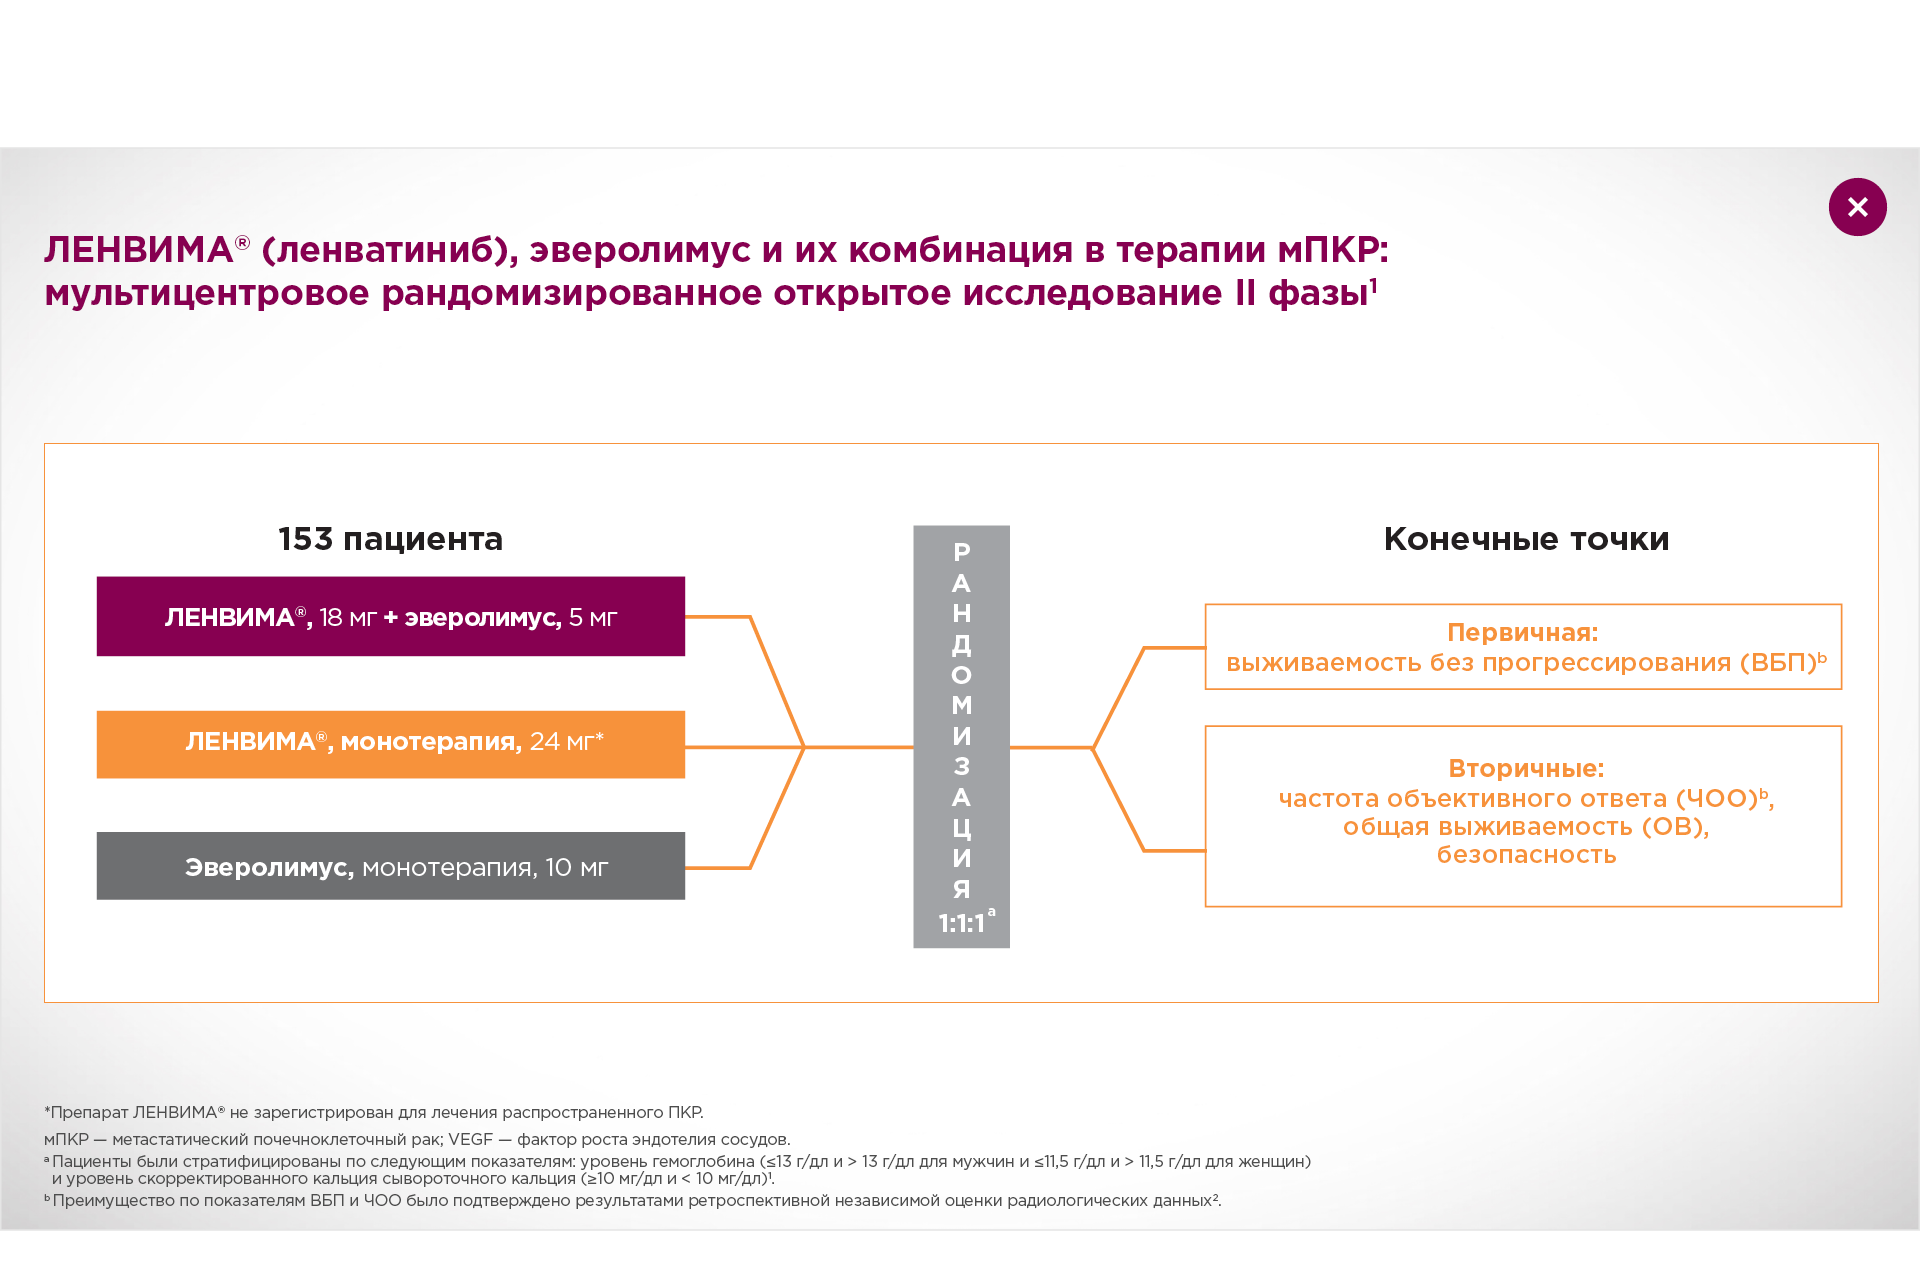 ЛЕНВИМА® (ленватиниб), эверолимус и их комбинация в терапии мПКР:
мультицентровое рандомизированное открытое исследование II фазы¹
153 пациента
ЛЕНВИМА®, 18 мг + эверолимус, 5 мг
ЛЕНВИМА®, монотерапия, 24 мг*
Эверолимус, монотерапия, 10 мг
РАНДОМИЗАЦИЯ
1:1:1ᵃ
Конечные точки
Первичная:
выживаемость без прогрессирования (ВБП)ᵇ
Вторичные:
частота объективного ответа (ЧОО)ᵇ,
общая выживаемость (ОВ),
безопасность
*Препарат ЛЕНВИМА® не зарегистрирован для лечения распространенного ПКР.
мПКР — метастатический почечноклеточный рак; VEGF — фактор роста эндотелия сосудов.
ᵃ Пациенты были стратифицированы по следующим показателям: уровень гемоглобина (≤13 г/дл и > 13 г/дл для мужчин и ≤11,5 г/дл и > 11,5 г/дл для женщин)
и уровень скорректированного кальция сывороточного кальция (≥10 мг/дл и < 10 мг/дл)¹.
ᵇ Преимущество по показателям ВБП и ЧОО было подтверждено результатами ретроспективной независимой оценки радиологических данных².